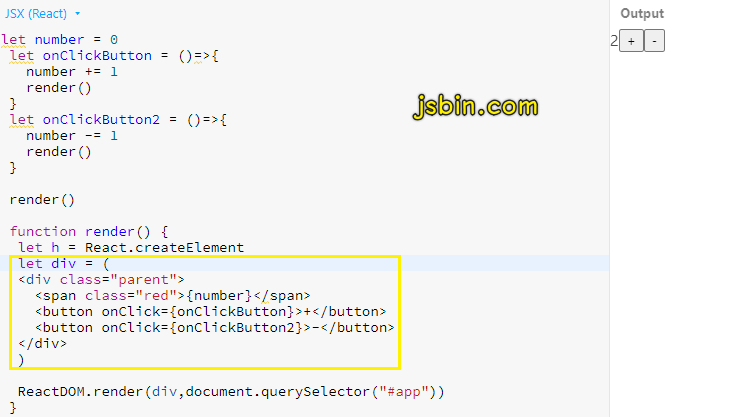 JSX (React)
Output
let number = 0
let onClickButton = ()=>{
number += 1
render()
}
let onClickButton2 = ()=>{
number -= 1
render()
}
render()
function render() {
let h = React.createElement
let div = (
<div class="parent">
<span class="red">{number}</span>
<button onClick={onClickButton}>+</button>
<button onClick={onClickButton2}>-</button>
</div>
)
ReactDOM.render(div,document.querySelector("#app"))
}
jsbin.com
2 + -